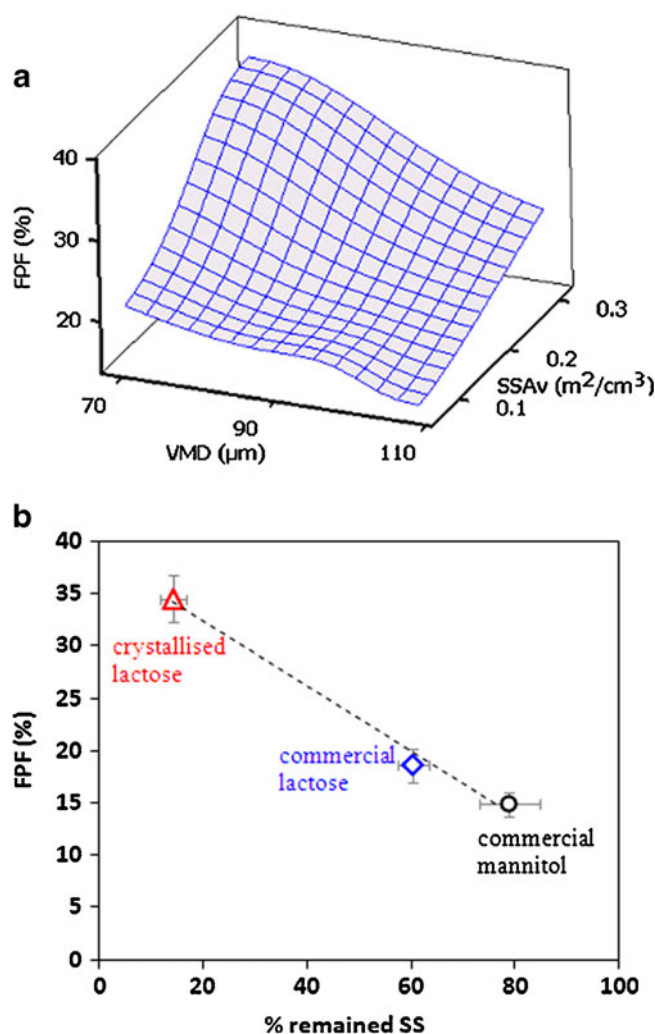 a
40
30
20
FPF (%)
70
90
110
VMD (µm)
0.1
0.2
0.3
SSAv (m²/cm³)
b
40
35
30
25
20
15
10
5
0
FPF (%)
crystallised
lactose
commercial
lactose
commercial
mannitol
0
20
40
60
80
100
% remained SS